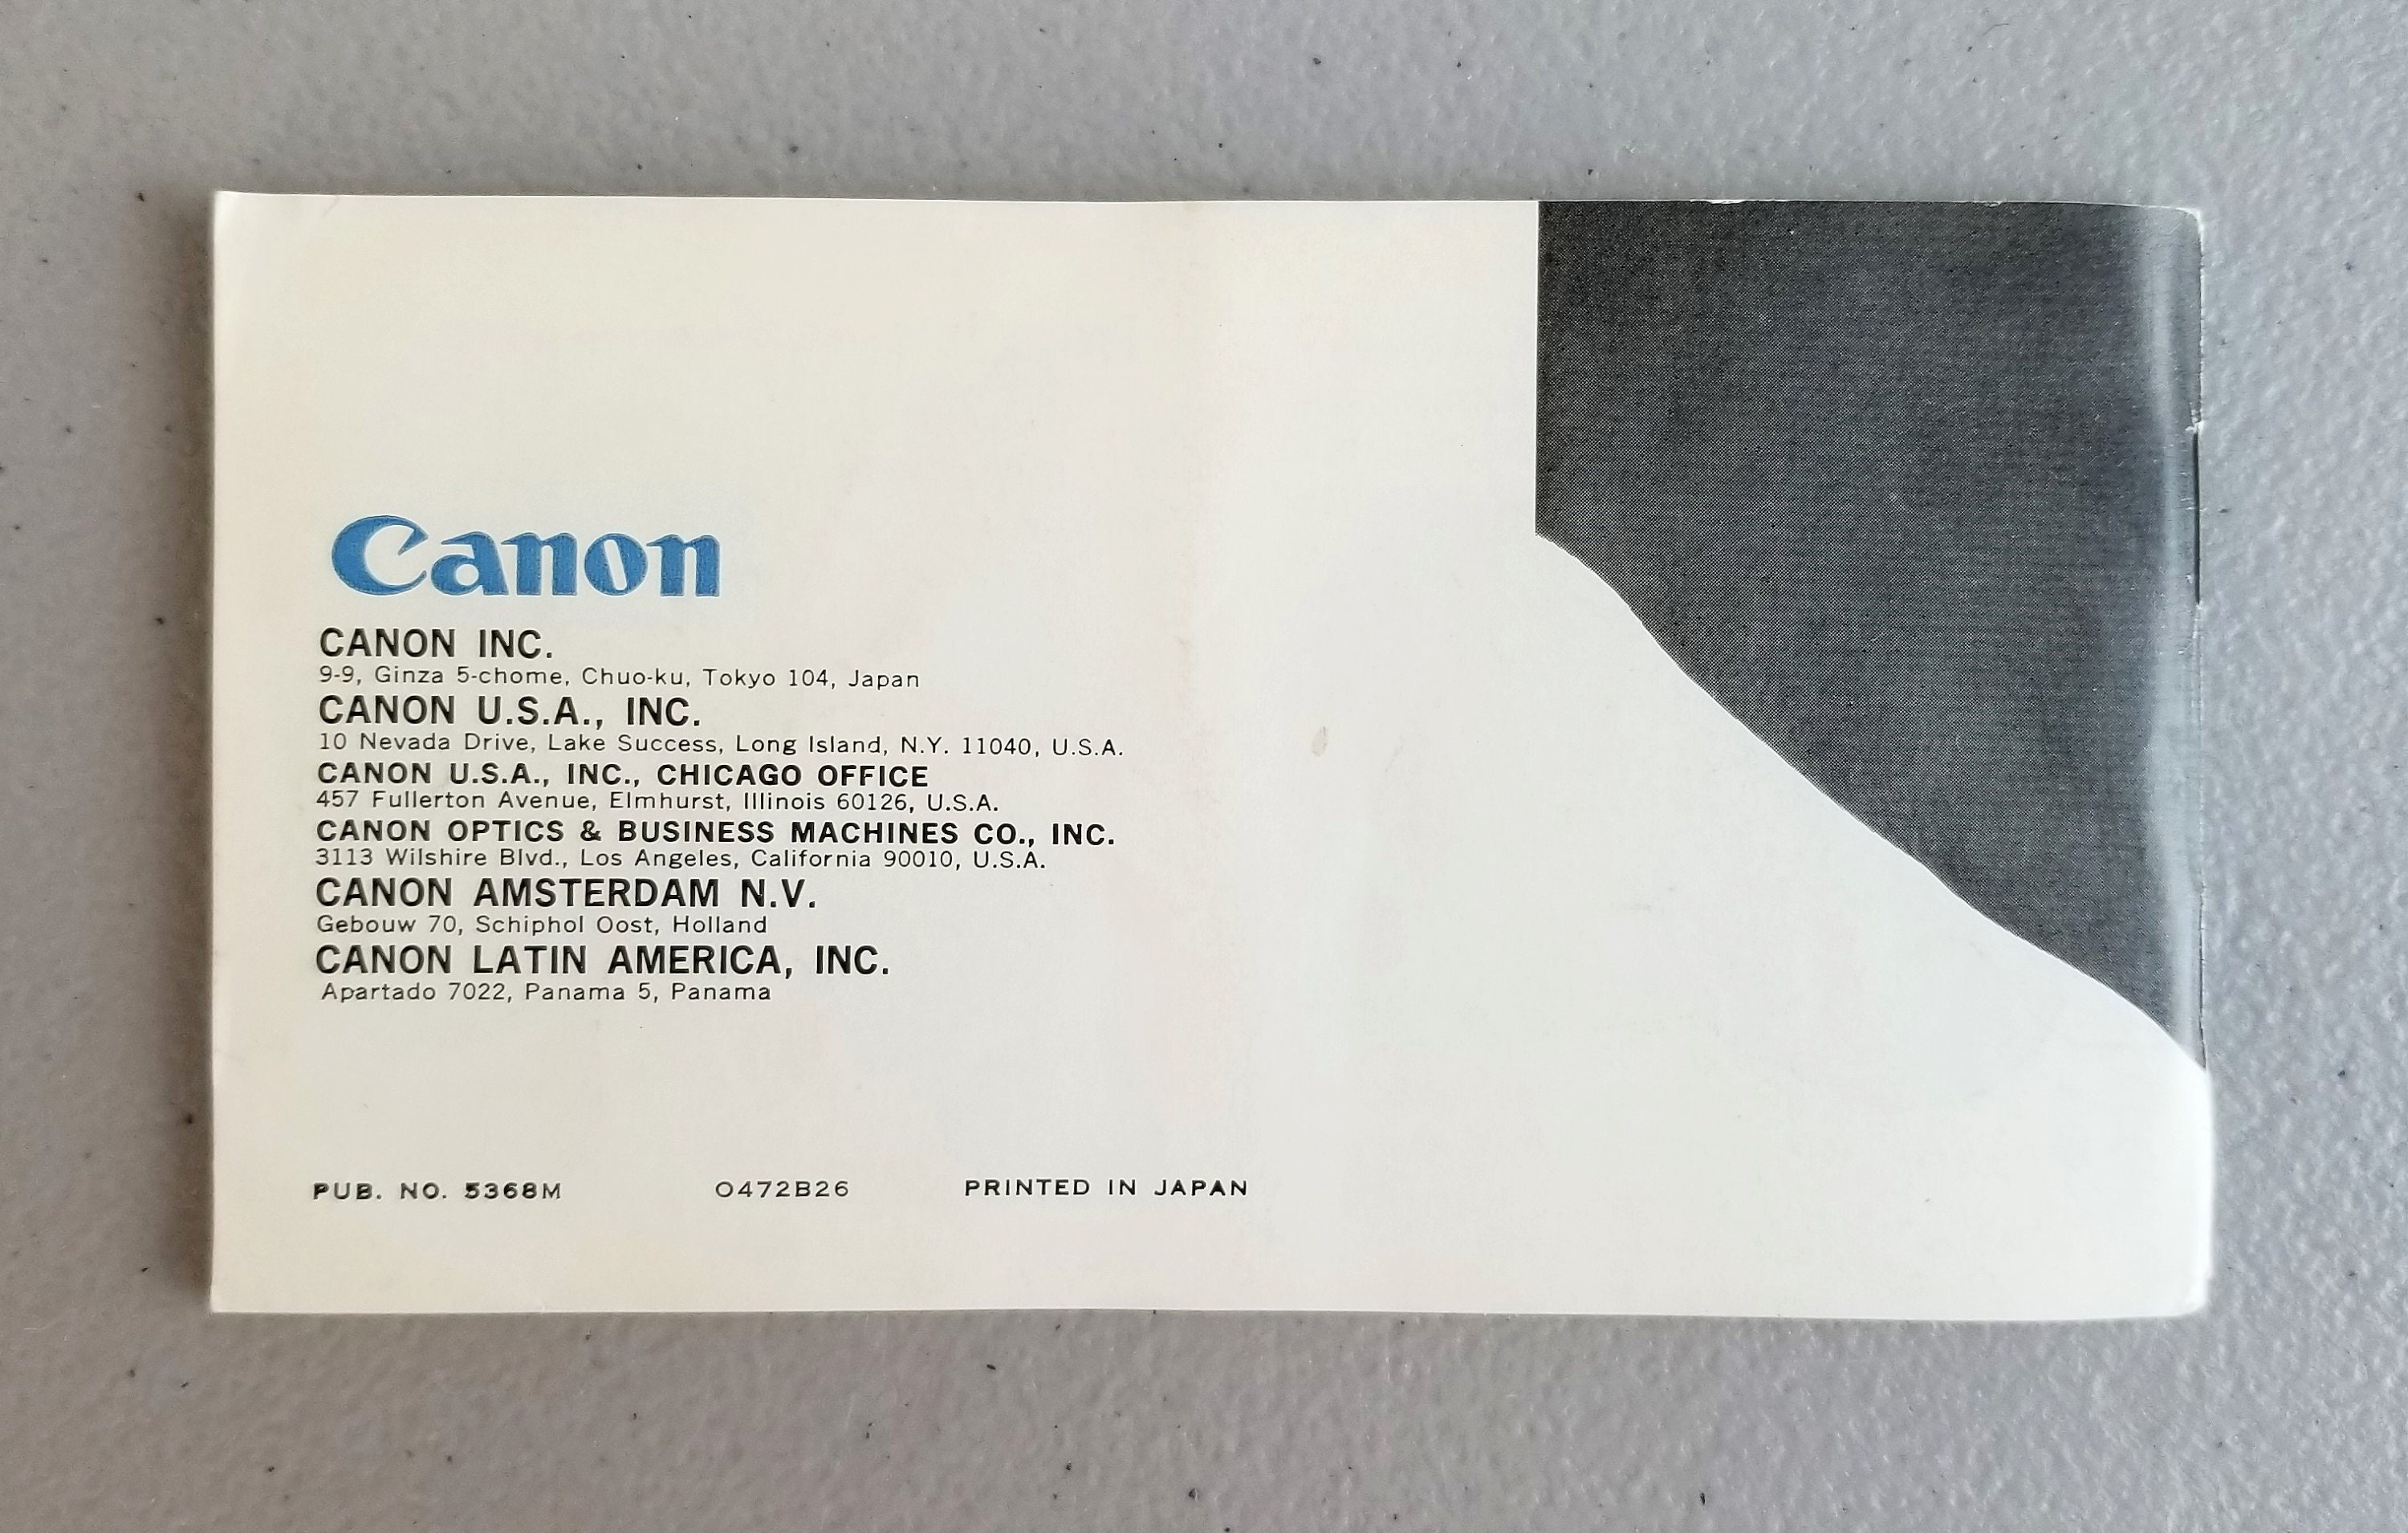 Canon
CANON INC.
9-9, Ginza 5-chome, Chuo-ku, Tokyo 104, Japan
CANON U.S.A., INC.
10 Nevada Drive, Lake Success, Long Island, N.Y. 11040, U.S.A.
CANON U.S.A., INC., CHICAGO OFFICE
457 Fullerton Avenue, Elmhurst, Illinois 60126, U.S.A.
CANON OPTICS & BUSINESS MACHINES CO., INC.
3113 Wilshire Blvd., Los Angeles, California 90010, U.S.A.
CANON AMSTERDAM N.V.
Gebouw 70, Schiphol Oost, Holland
CANON LATIN AMERICA, INC.
Apartado 7022, Panama 5, Panama
PUB. NO. 5368M 0472B26 PRINTED IN JAPAN